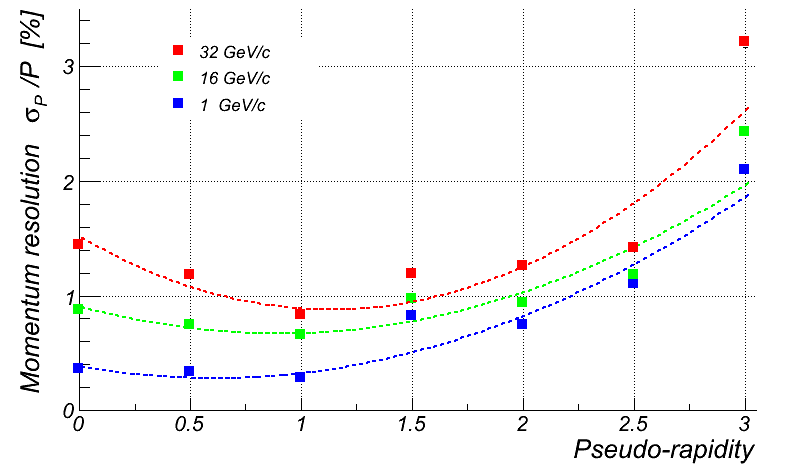 Momentum resolution σP /P [%]
32 GeV/c
16 GeV/c
1 GeV/c
3
2
1
0
0 0.5 1 1.5 2 2.5 3
Pseudo-rapidity